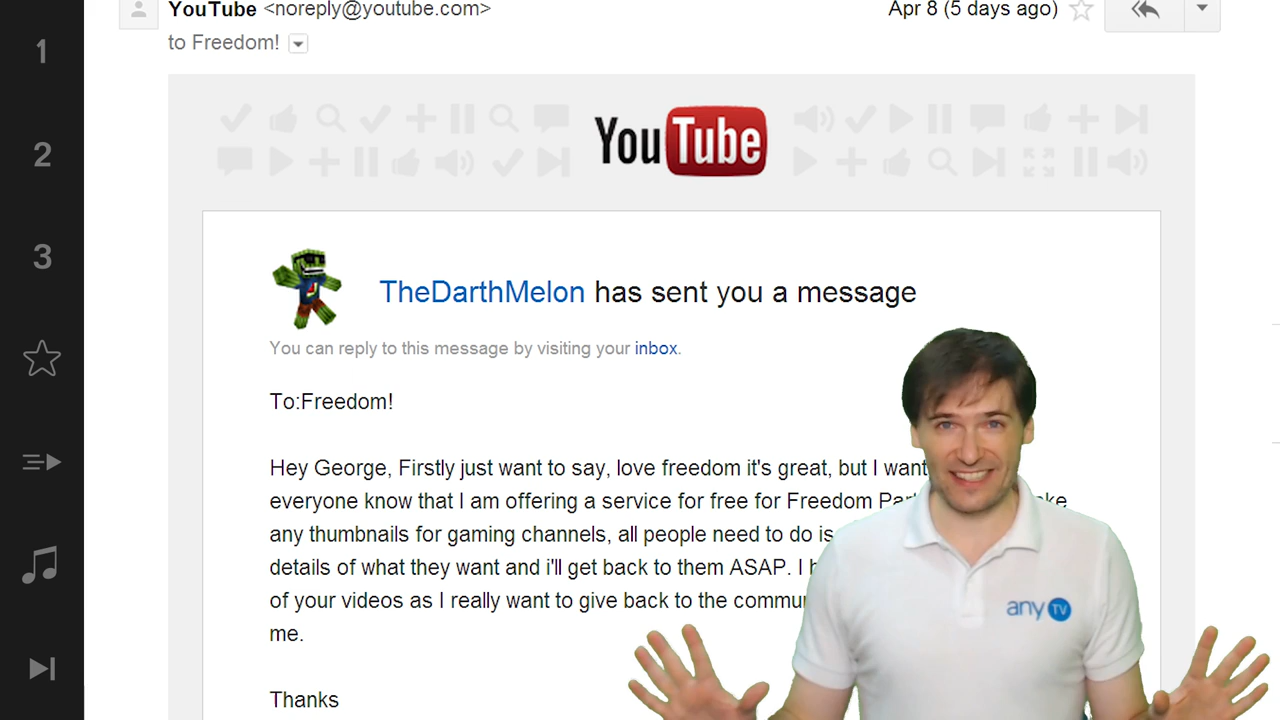 YouTube <noreply@youtube.com>
Apr 8 (5 days ago)
to Freedom!
1
2
3
YouTube
TheDarthMelon has sent you a message
You can reply to this message by visiting your inbox.
To:Freedom!
Hey George, Firstly just want to say, love freedom it's great, but I want
everyone know that I am offering a service for free for Freedom
any thumbnails for gaming channels, all people need to do is
details of what they want and i'll get back to them ASAP. I
of your videos as I really want to give back to the
me.
Thanks
any TV